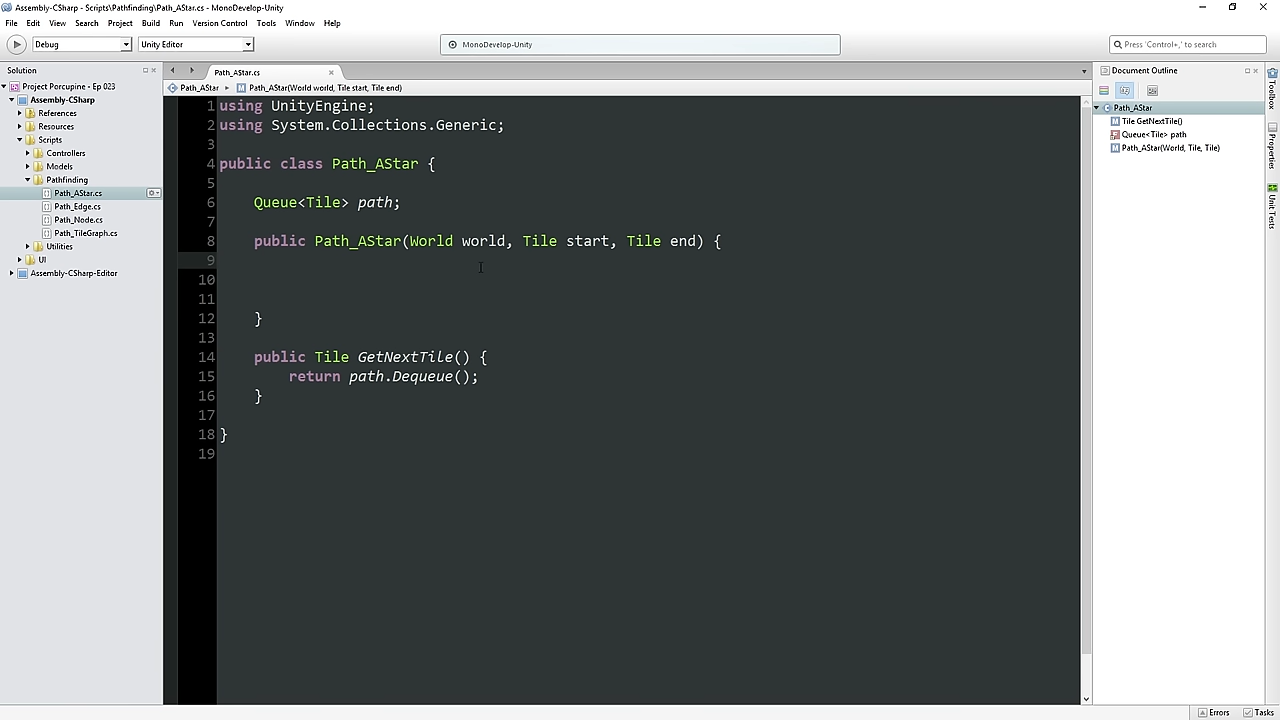 Assembly-CSharp - Scripts\Pathfinding\Path_AStar.cs - MonoDevelop-Unity
File Edit View Search Project Build Run Version Control Tools Window Help
Debug Unity Editor MonoDevelop-Unity Press 'Control+,' to search
Solution
Project Porcupine - Ep 023
Assembly-CSharp
References
Resources
Scripts
Controllers
Models
Pathfinding
Path_AStar.cs
Path_Edge.cs
Path_Node.cs
Path_TileGraph.cs
Utilities
UI
Assembly-CSharp-Editor
Path_AStar.cs
Path_AStar Path_AStar(World world, Tile start, Tile end)
1 using UnityEngine;
2 using System.Collections.Generic;
3
4 public class Path_AStar {
5
6 Queue<Tile> path;
7
8 public Path_AStar(World world, Tile start, Tile end) {
9
10
11
12 }
13
14 public Tile GetNextTile() {
15 return path.Dequeue();
16 }
17
18 }
19
Document Outline
Path_AStar
Tile GetNextTile()
Queue<Tile> path
Path_AStar(World, Tile, Tile)
Toolbox
Properties
Unit Tests
Errors Tasks